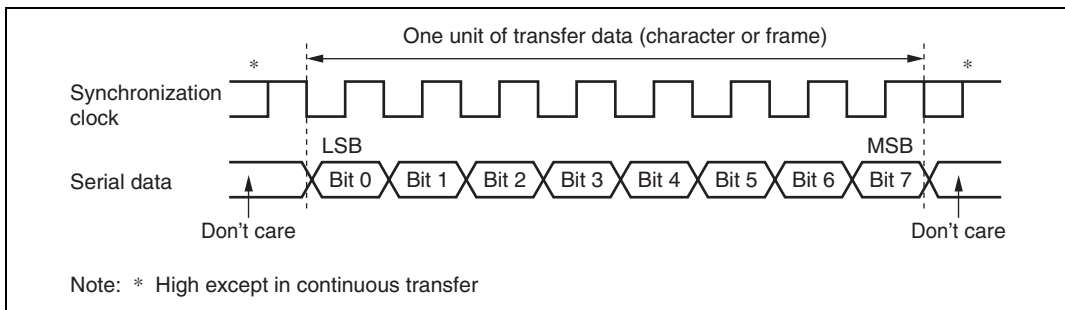 One unit of transfer data (character or frame)
* *
Synchronization
clock
LSB MSB
Serial data Bit 0 Bit 1 Bit 2 Bit 3 Bit 4 Bit 5 Bit 6 Bit 7
Don't care Don't care
Note: * High except in continuous transfer